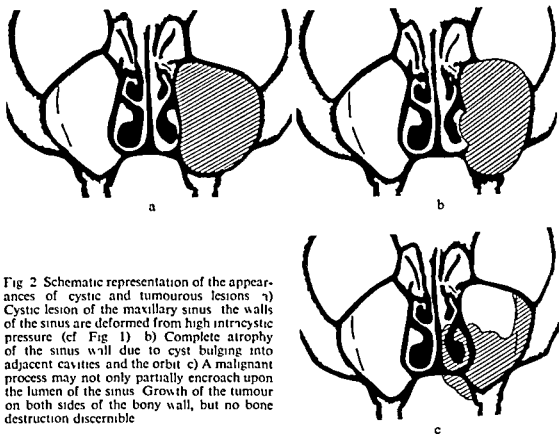 a
b
Fig 2 Schematic representation of the appear-
ances of cystic and tumourous lesions a)
Cystic lesion of the maxillary sinus the walls
of the sinus are deformed from high intricystic
pressure (cf Fig 1) b) Complete atrophy
of the sinus wall due to cyst bulging into
adjacent cavities and the orbit c) A malignant
process may not only partially encroach upon
the lumen of the sinus Growth of the tumour
on both sides of the bony wall, but no bone
destruction discernible
c